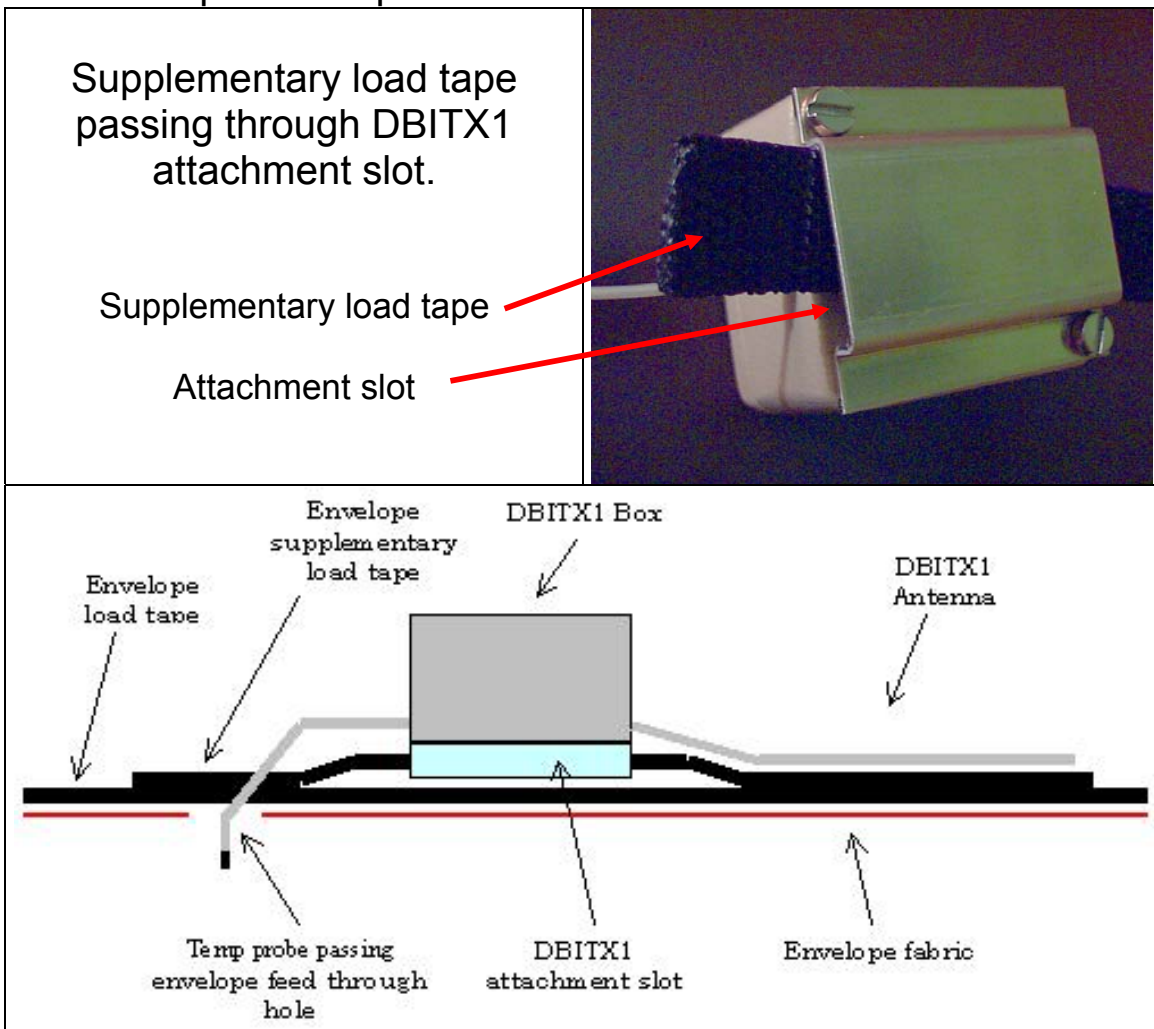 Supplementary load tape
passing through DBITX1
attachment slot.
Supplementary load tape
Attachment slot
Envelope
supplementary
load tape
DBITX1 Box
Envelope
load tape
DBITX1
Antenna
Temp probe passing
envelope feed through
hole
DBITX1
attachment slot
Envelope fabric